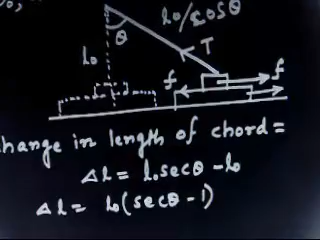 l₀/cosθ
θ
l₀
T
f
f
change in length of chord =
Δl = l₀secθ - l₀
Δl = l₀(secθ - 1)